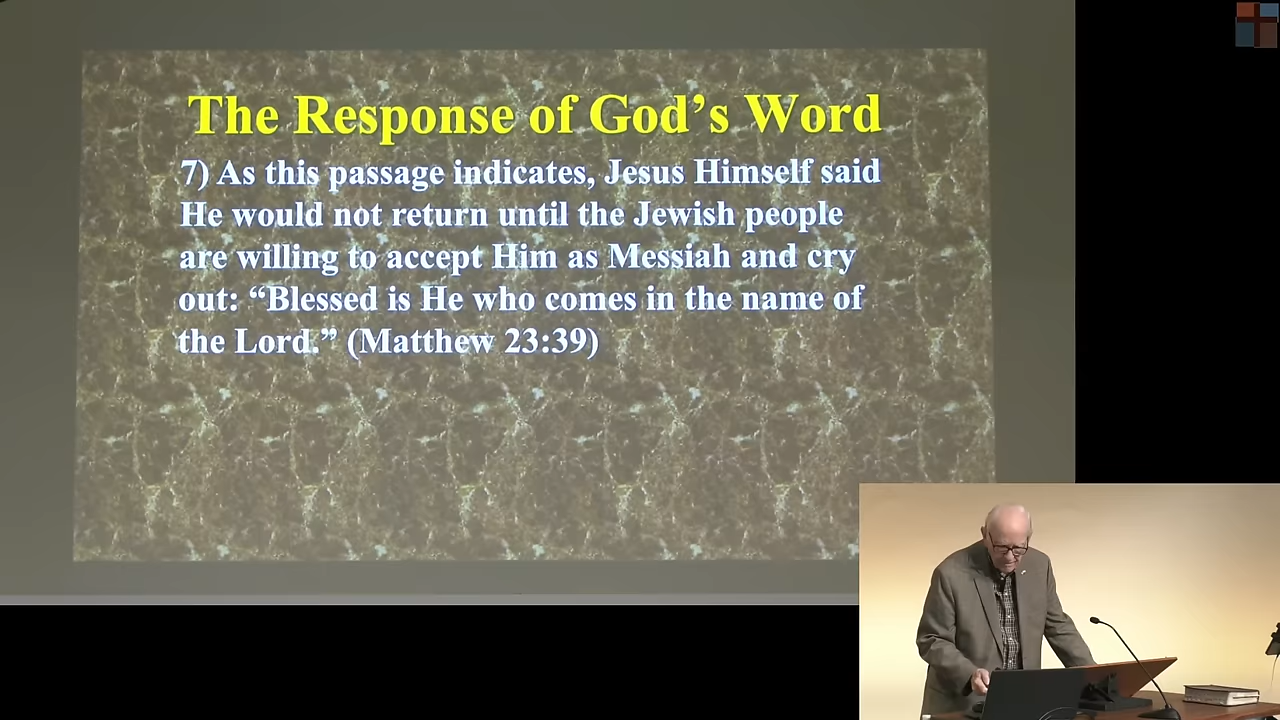 The Response of God's Word
7) As this passage indicates, Jesus Himself said
He would not return until the Jewish people
are willing to accept Him as Messiah and cry
out: “Blessed is He who comes in the name of
the Lord.” (Matthew 23:39)